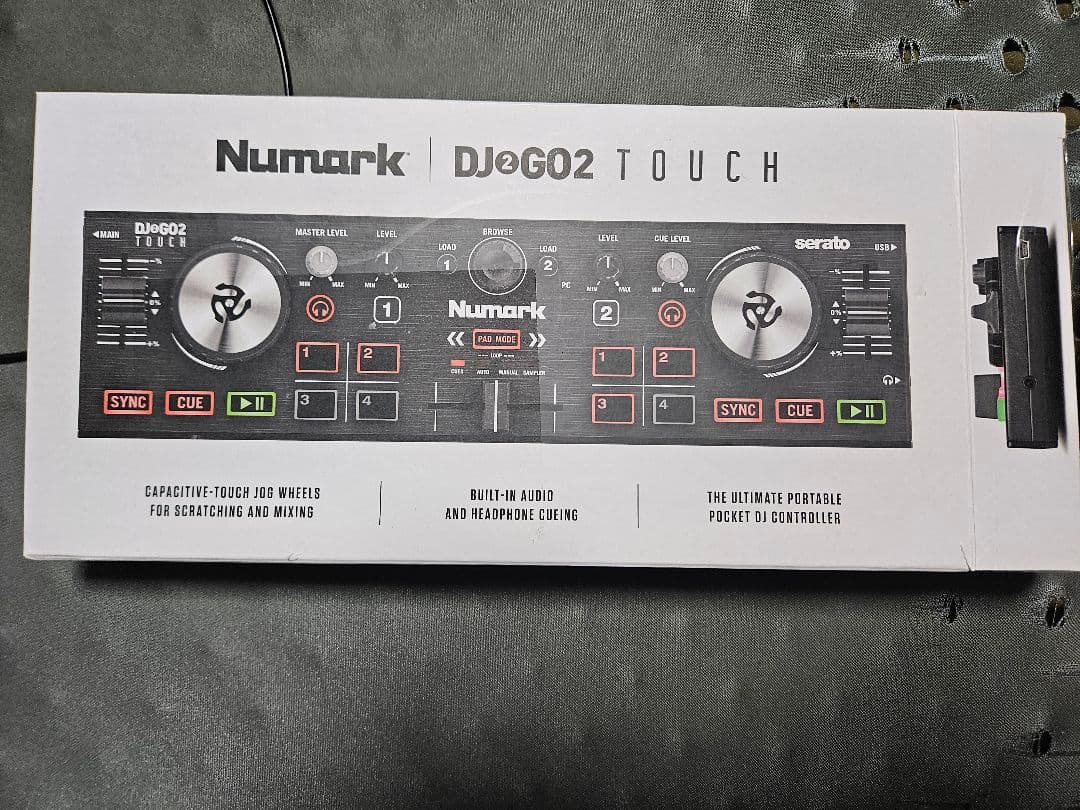 Numark | DJ2GO2 TOUCH
◄MAIN
DJ2GO2
TOUCH
MASTER LEVEL
LEVEL
BROWSE
LOAD
1
LOAD
2
LEVEL
CUE LEVEL
serato
USB►
-%
0%
+%
MIN MAX
MIN MAX
PC
MIN MAX
MIN MAX
-%
0%
+%
1
Numark
2
PAD MODE
LOOP
CUES AUTO MANUAL SAMPLER
1 2
3 4
1 2
3 4
SYNC CUE ►II
SYNC CUE ►II
CAPACITIVE-TOUCH JOG WHEELS
FOR SCRATCHING AND MIXING
BUILT-IN AUDIO
AND HEADPHONE CUEING
THE ULTIMATE PORTABLE
POCKET DJ CONTROLLER